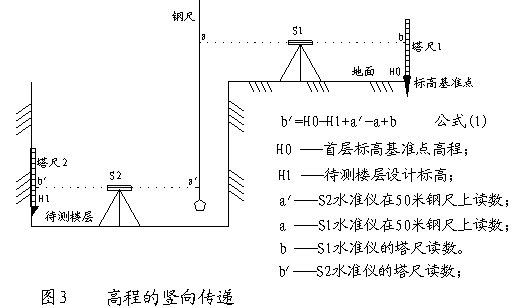 钢尺
S1
a
b
塔尺1
地面
H0
标高基准点
b′=H0-H1+a′-a+b 公式(1)
H0——首层标高基准点高程;
H1——待测楼层设计标高;
a′——S2水准仪在50米钢尺上读数;
a——S1水准仪在50米钢尺上读数;
b——S1水准仪的塔尺读数。
b′——S2水准仪的塔尺读数;
塔尺2
b′
S2
a′
H1
待测楼层
图3 高程的竖向传递